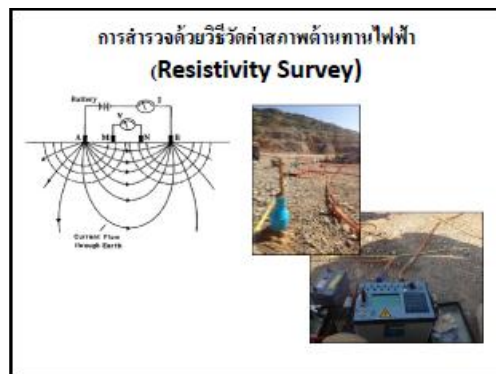 การสำรวจด้วยวิธีวัดค่าสภาพต้านทานไฟฟ้า
(Resistivity Survey)
Battery
I
V
A M N B
Current Flow
through Earth